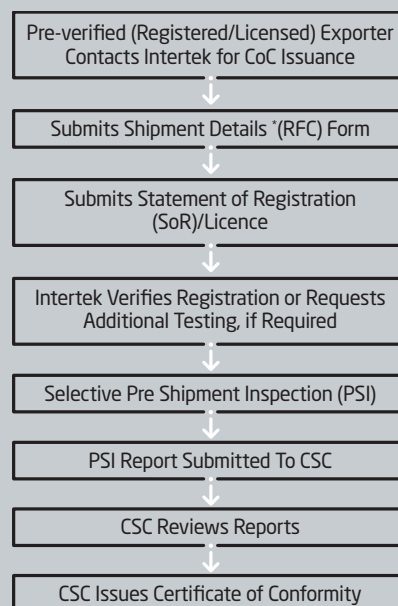 Pre-verified (Registered/Licensed) Exporter
Contacts Intertek for CoC Issuance
Submits Shipment Details *(RFC) Form
Submits Statement of Registration
(SoR)/Licence
Intertek Verifies Registration or Requests
Additional Testing, if Required
Selective Pre Shipment Inspection (PSI)
PSI Report Submitted To CSC
CSC Reviews Reports
CSC Issues Certificate of Conformity